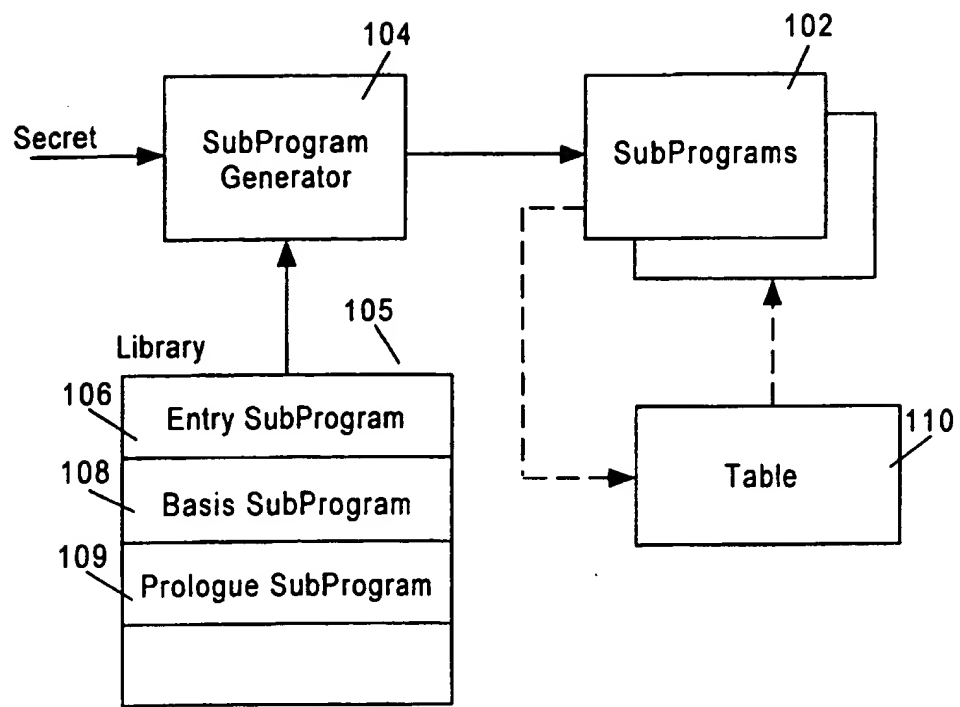 104
102
Secret
SubProgram
Generator
SubPrograms
105
Library
106
Entry SubProgram
110
108
Basis SubProgram
Table
109
Prologue SubProgram